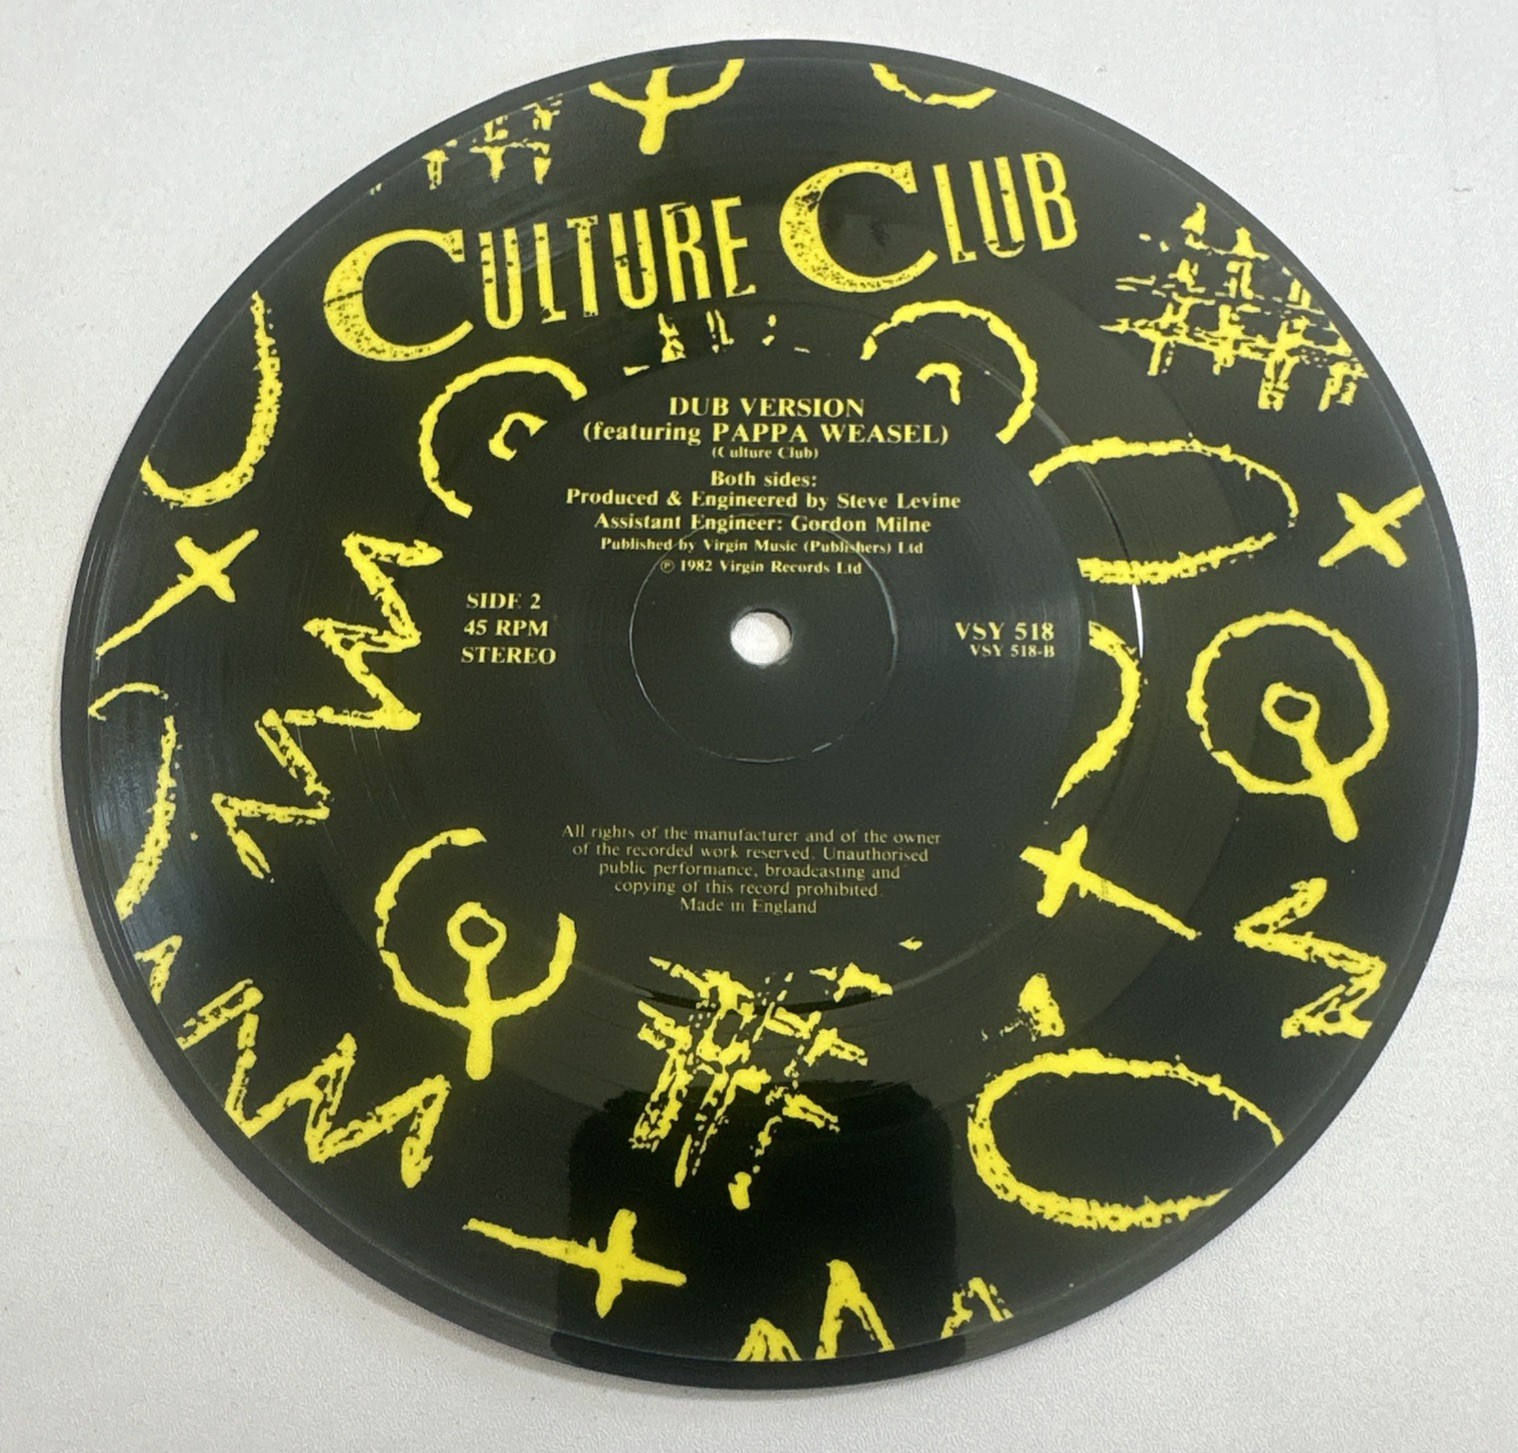 CULTURE CLUB
DUB VERSION
(featuring PAPPA WEASEL)
(Culture Club)
Both sides:
Produced & Engineered by Steve Levine
Assistant Engineer: Gordon Milne
Published by Virgin Music (Publishers) Ltd
℗ 1982 Virgin Records Ltd
SIDE 2
45 RPM
STEREO
VSY 518
VSY 518-B
All rights of the manufacturer and of the owner
of the recorded work reserved. Unauthorised
public performance, broadcasting and
copying of this record prohibited.
Made in England